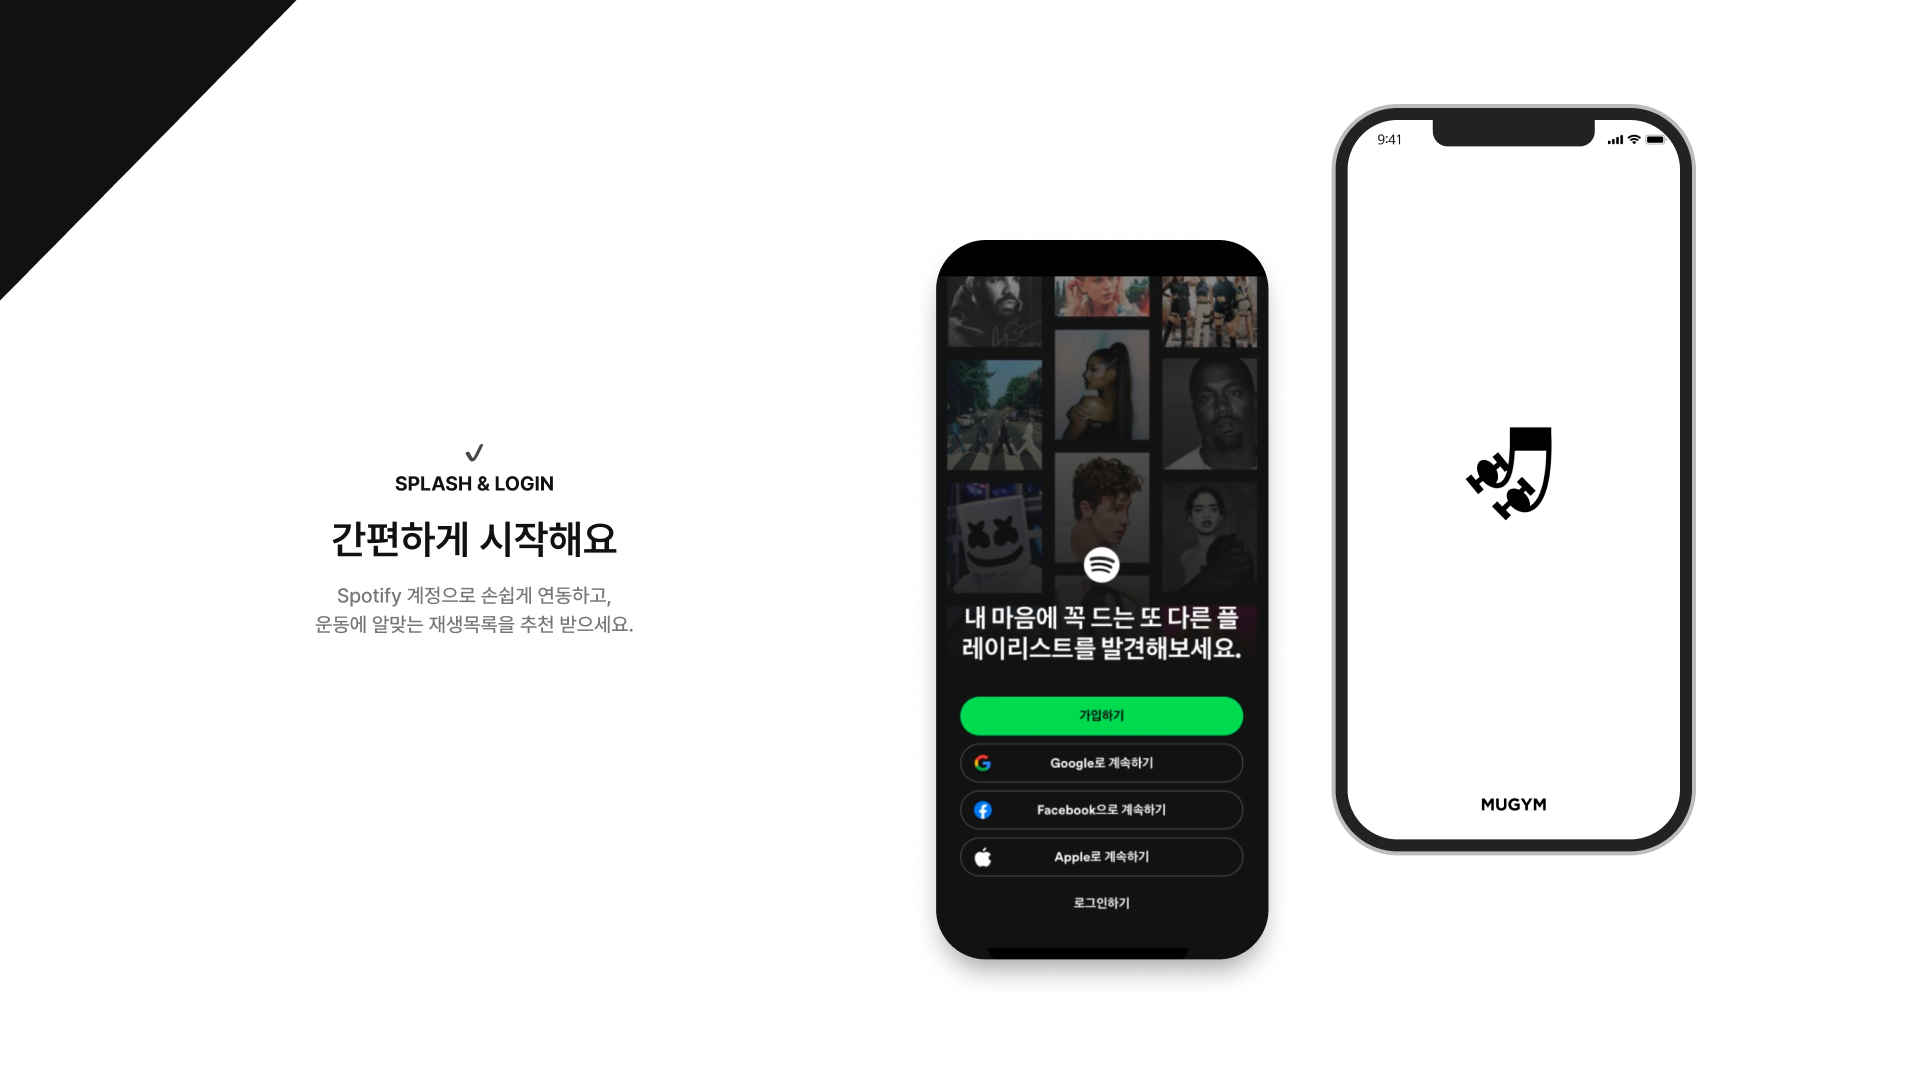 SPLASH & LOGIN
간편하게 시작해요
Spotify 계정으로 손쉽게 연동하고,
운동에 알맞는 재생목록을 추천 받으세요.
내 마음에 꼭 드는 또 다른 플
레이리스트를 발견해보세요.
가입하기
Google로 계속하기
Facebook으로 계속하기
Apple로 계속하기
로그인하기
9:41
MUGYM